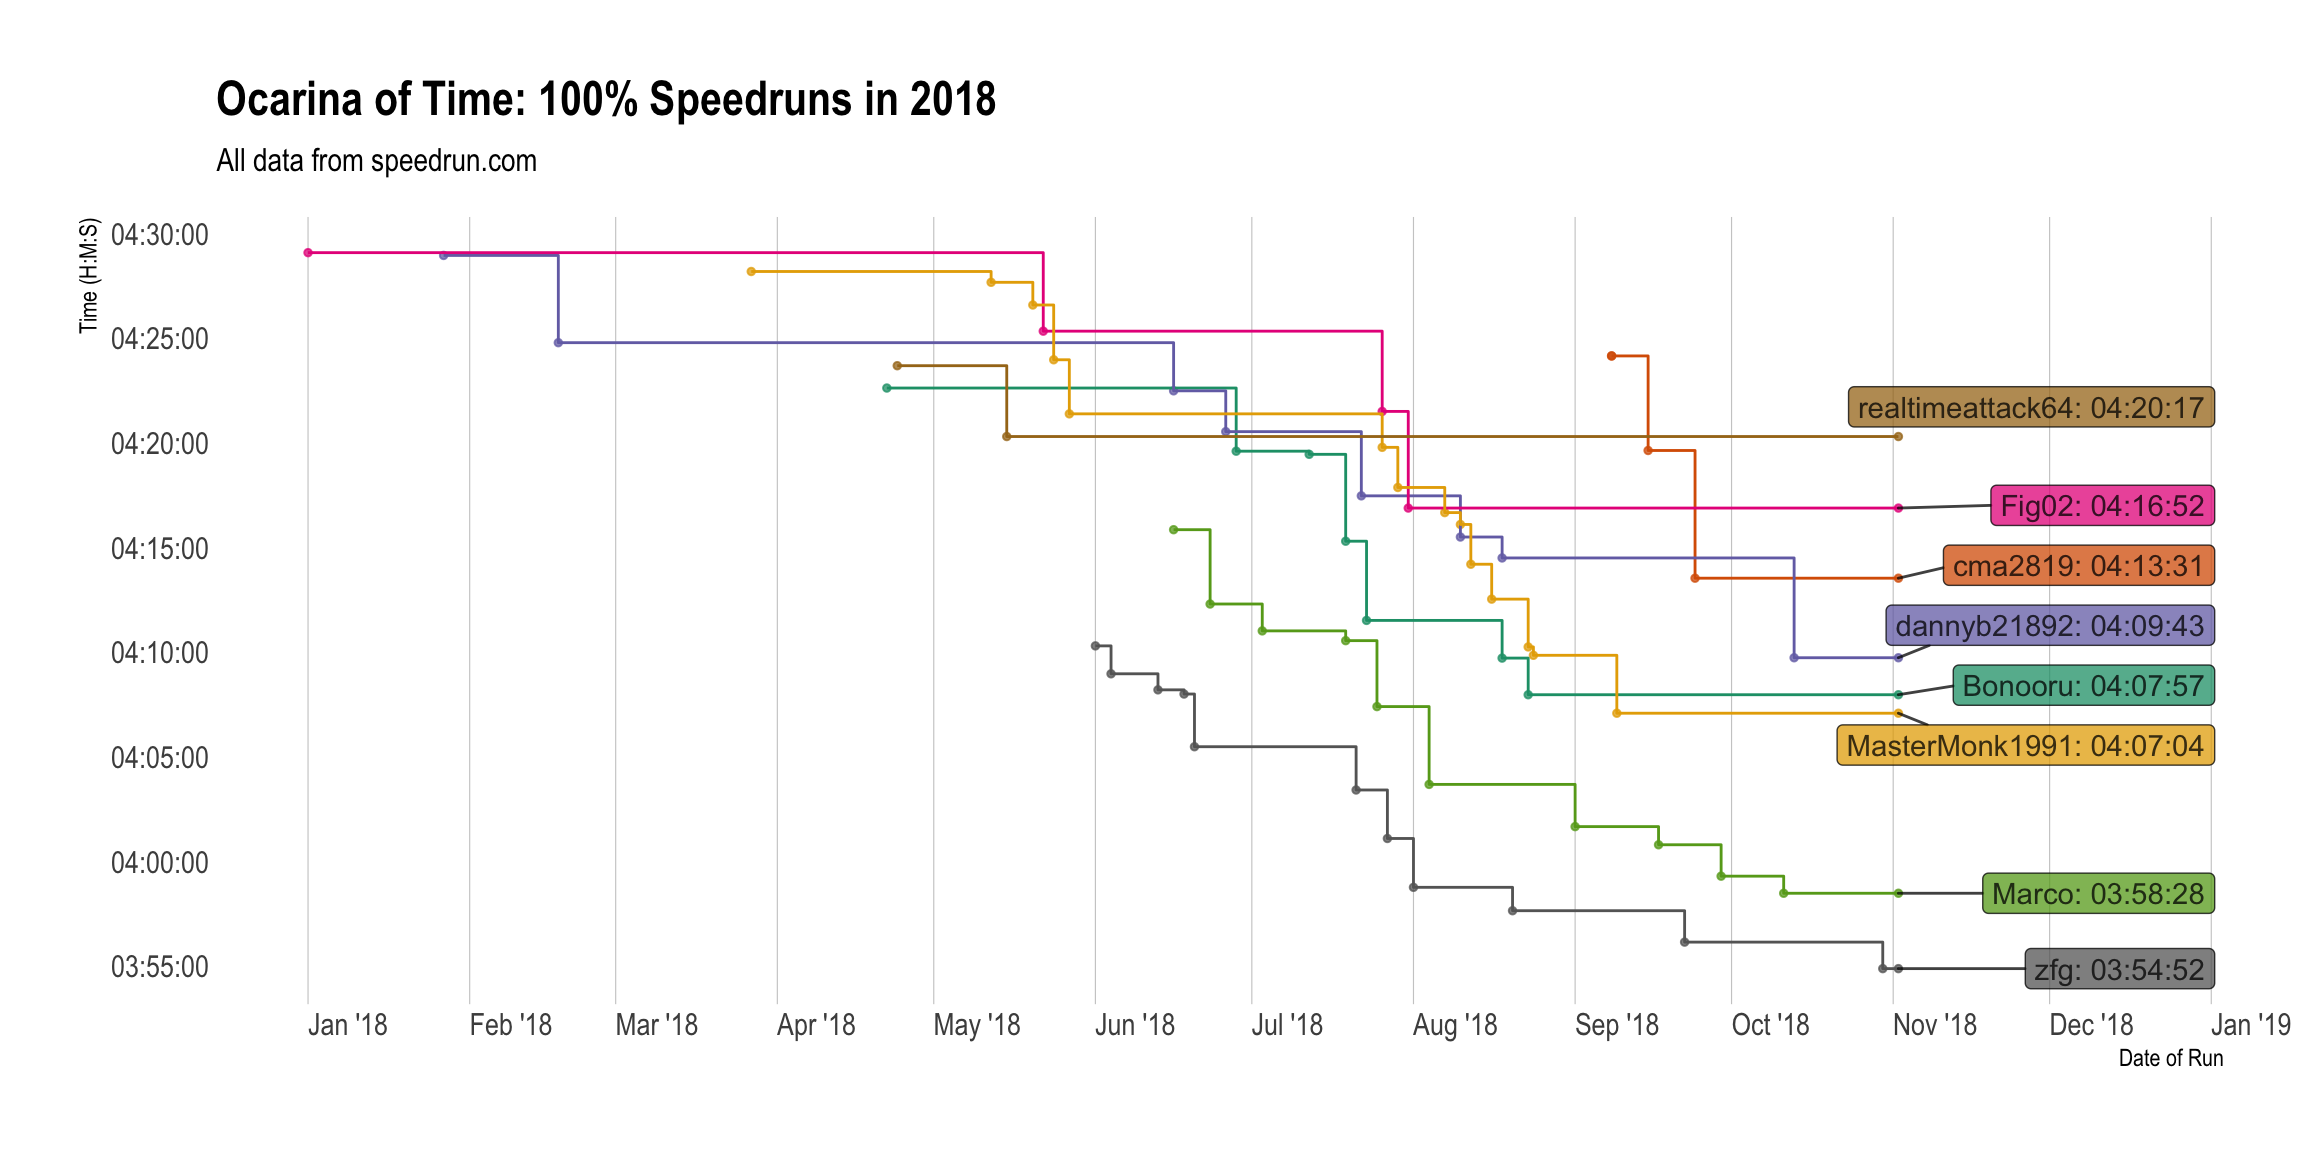 Ocarina of Time: 100% Speedruns in 2018
All data from speedrun.com
Time (H:M:S)
04:30:00
04:25:00
04:20:00
04:15:00
04:10:00
04:05:00
04:00:00
03:55:00
realtimeattack64: 04:20:17
Fig02: 04:16:52
cma2819: 04:13:31
dannyb21892: 04:09:43
Bonooru: 04:07:57
MasterMonk1991: 04:07:04
Marco: 03:58:28
zfg: 03:54:52
Jan '18 Feb '18 Mar '18 Apr '18 May '18 Jun '18 Jul '18 Aug '18 Sep '18 Oct '18 Nov '18 Dec '18 Jan '19
Date of Run